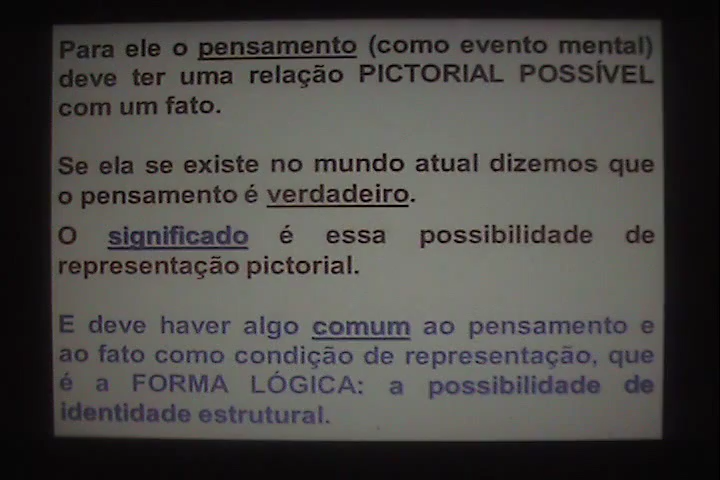 Para ele o pensamento (como evento mental)
deve ter uma relação PICTORIAL POSSÍVEL
com um fato.
Se ela se existe no mundo atual dizemos que
o pensamento é verdadeiro.
O significado é essa possibilidade de
representação pictorial.
E deve haver algo comum ao pensamento e
ao fato como condição de representação, que
é a FORMA LÓGICA: a possibilidade de
identidade estrutural.